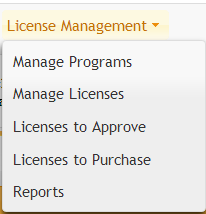 License Management
Manage Programs
Manage Licenses
Licenses to Approve
Licenses to Purchase
Reports